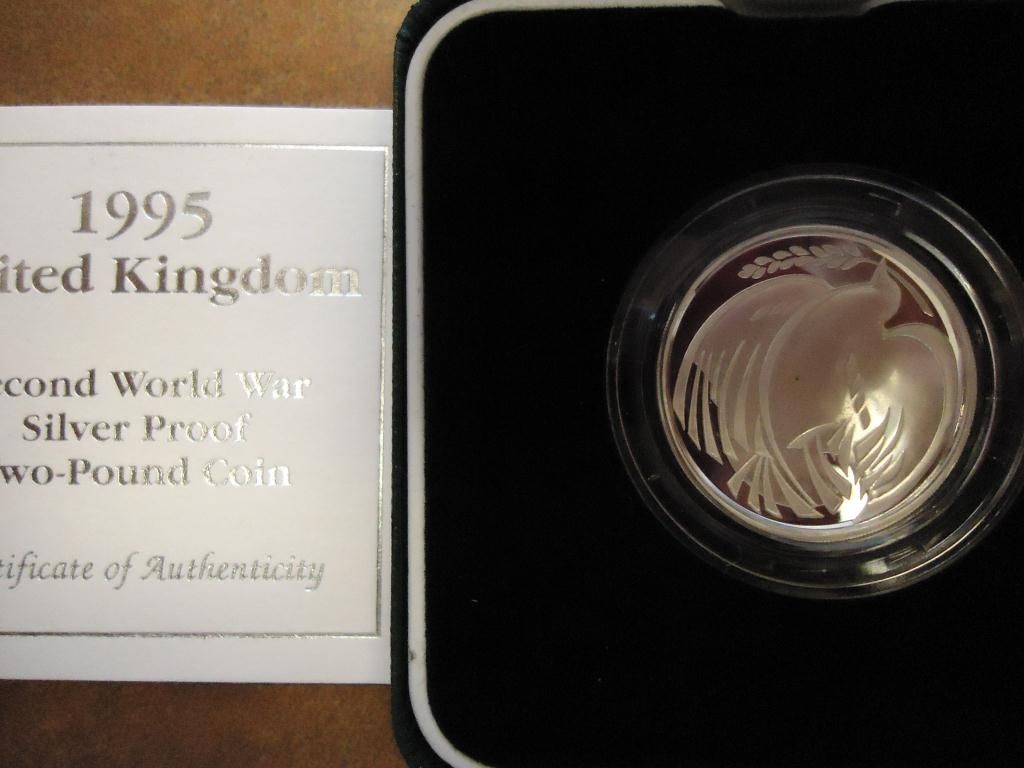 1995
ited Kingdom
econd World War
Silver Proof
wo-Pound Coin
tificate of Authenticity